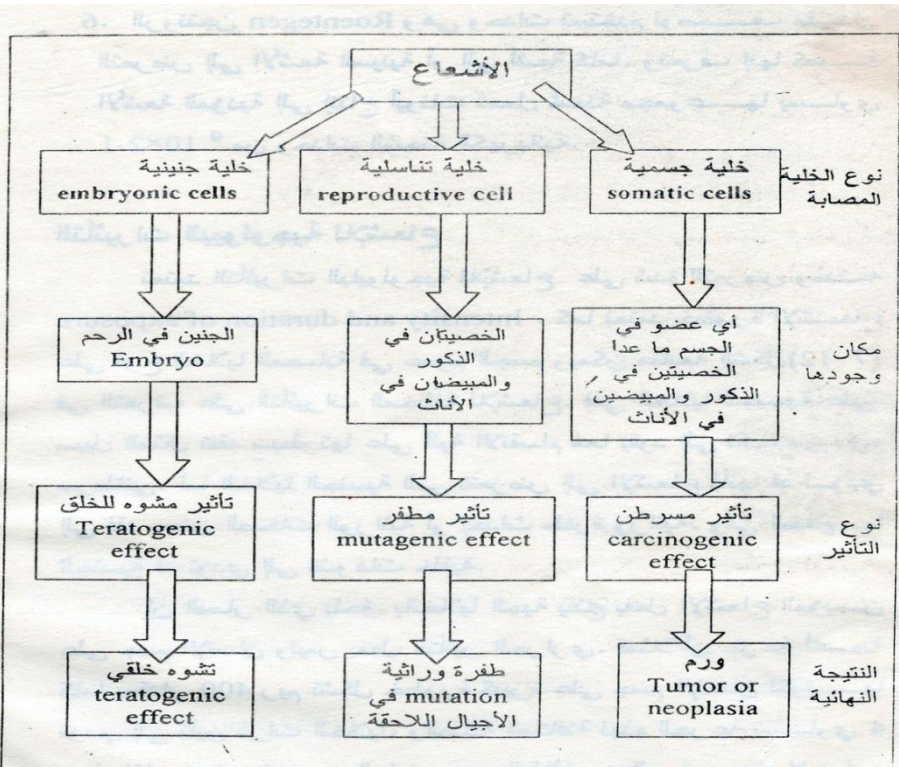 الأشعاع
نوع الخلية
المصابة
خلية جسمية
somatic cells
خلية تناسلية
reproductive cell
خلية جنينية
embryonic cells
مكان
وجودها
اي عضو في
الجسم ما عدا
الخصيتين في
الذكور والمبيضين
في الأناث
الخصيتان في
الذكور
والمبيضان في
الأناث
الجنين في الرحم
Embryo
نوع
التأثير
تأثير مسرطن
carcinogenic
effect
تأثير مطفر
mutagenic effect
تأثير مشوه للخلق
Teratogenic
effect
النتيجة
النهائية
ورم
Tumor or
neoplasia
طفرة وراثية
في mutation
الأجيال اللاحقة
تشوه خلقي
teratogenic
effect